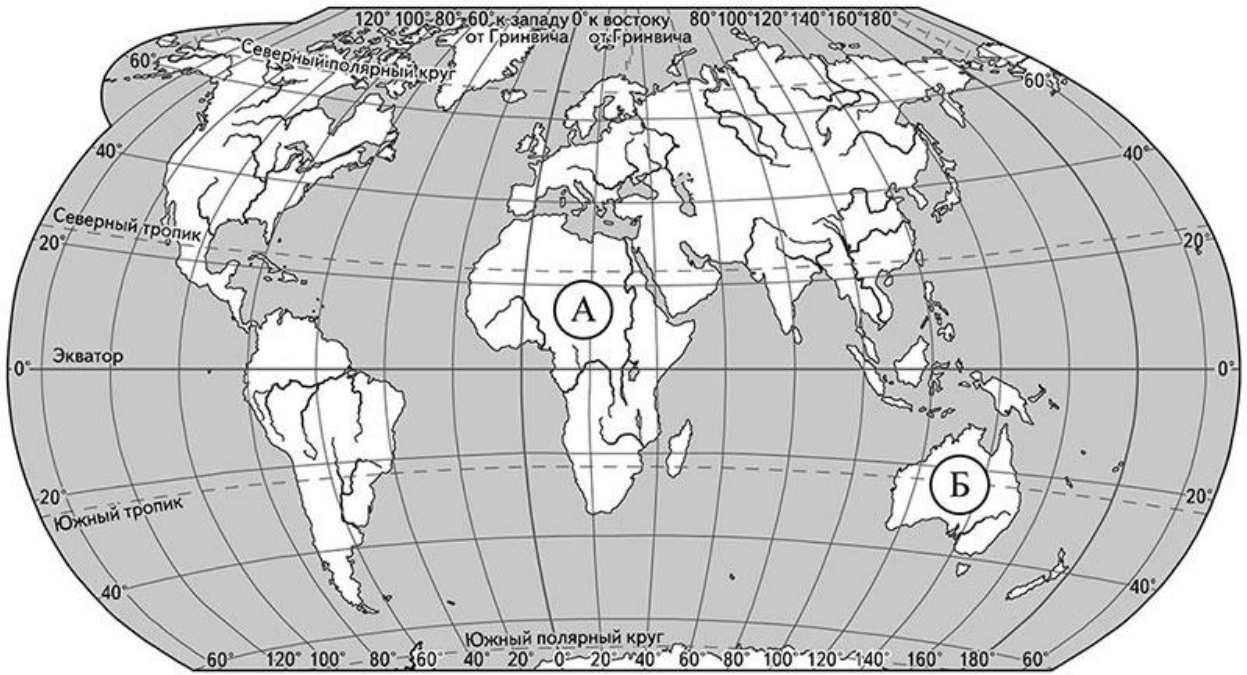 120° 100° 80° 60° к западу 0° к востоку 80° 100° 120° 140° 160° 180°
от Гринвича от Гринвича
Северный полярный круг
60° 60°
40° 40°
Северный тропик
20° 20°
А
Экватор
0° 0°
Б
20° 20°
Южный тропик
40° 40°
Южный полярный круг
60° 120° 100° 80° 60° 40° 20° 0° 20° 40° 60° 80° 100° 120° 140° 180° 60°